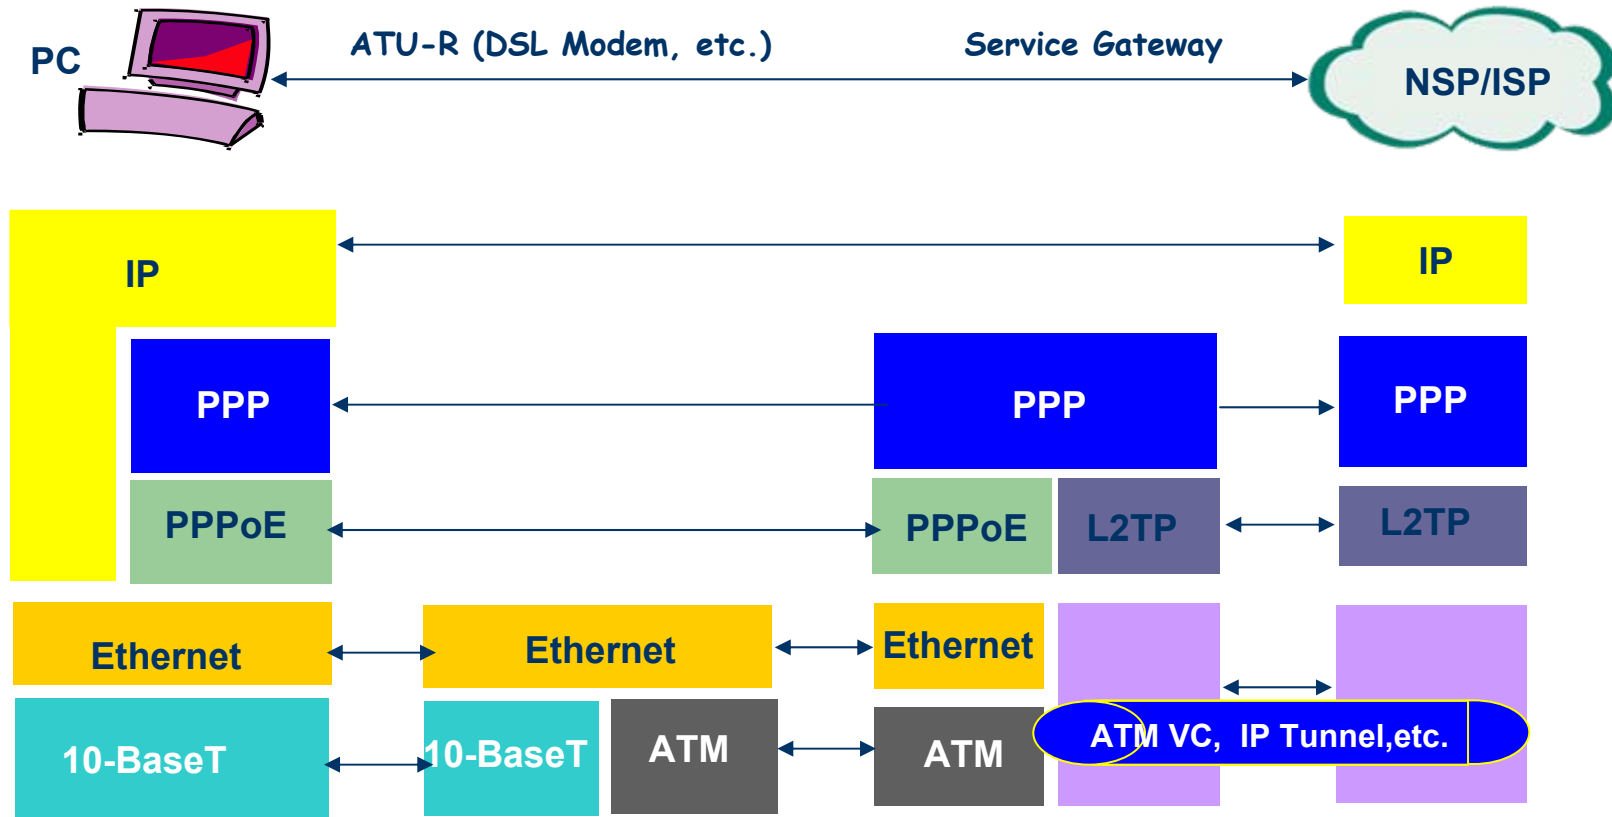 PC
ATU-R (DSL Modem, etc.)
Service Gateway
NSP/ISP
IP
IP
PPP
PPP
PPP
PPPoE
PPPoE
L2TP
L2TP
Ethernet
Ethernet
Ethernet
10-BaseT
10-BaseT
ATM
ATM
ATM VC, IP Tunnel,etc.